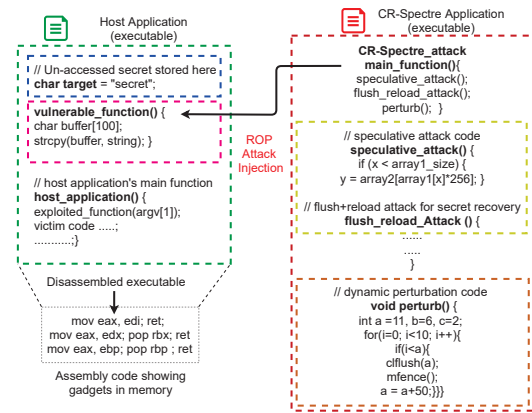 Host Application
(executable)
// Un-accessed secret stored here
char target = "secret";
vulnerable_function() {
char buffer[100];
strcpy(buffer, string); }
// host application's main function
host_application() {
exploited_function(argv[1]);
victim code .....;
...........;}
Disassembled executable
mov eax, edi; ret;
mov eax, edx; pop rbx; ret
mov eax, ebp; pop rbp ; ret
Assembly code showing
gadgets in memory
ROP
Attack
Injection
CR-Spectre Application
(executable)
CR-Spectre_attack
main_function(){
speculative_attack();
flush_reload_attack();
perturb(); }
// speculative attack code
speculative_attack() {
if (x < array1_size) {
y = array2[array1[x]*256]; }
// flush+reload attack for secret recovery
flush_reload_Attack () {
......
.....
}
// dynamic perturbation code
void perturb() {
int a =11, b=6, c=2;
for(i=0; i<10; i++){
if(i<a){
clflush(a);
mfence();
a = a+50;}}}